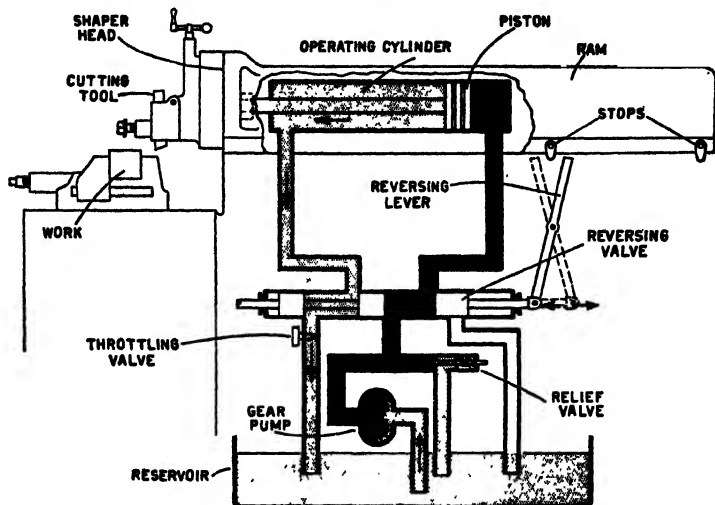 SHAPER
HEAD
OPERATING CYLINDER
PISTON
RAM
CUTTING
TOOL
STOPS
REVERSING
LEVER
WORK
REVERSING
VALVE
THROTTLING
VALVE
RELIEF
VALVE
GEAR
PUMP
RESERVOIR